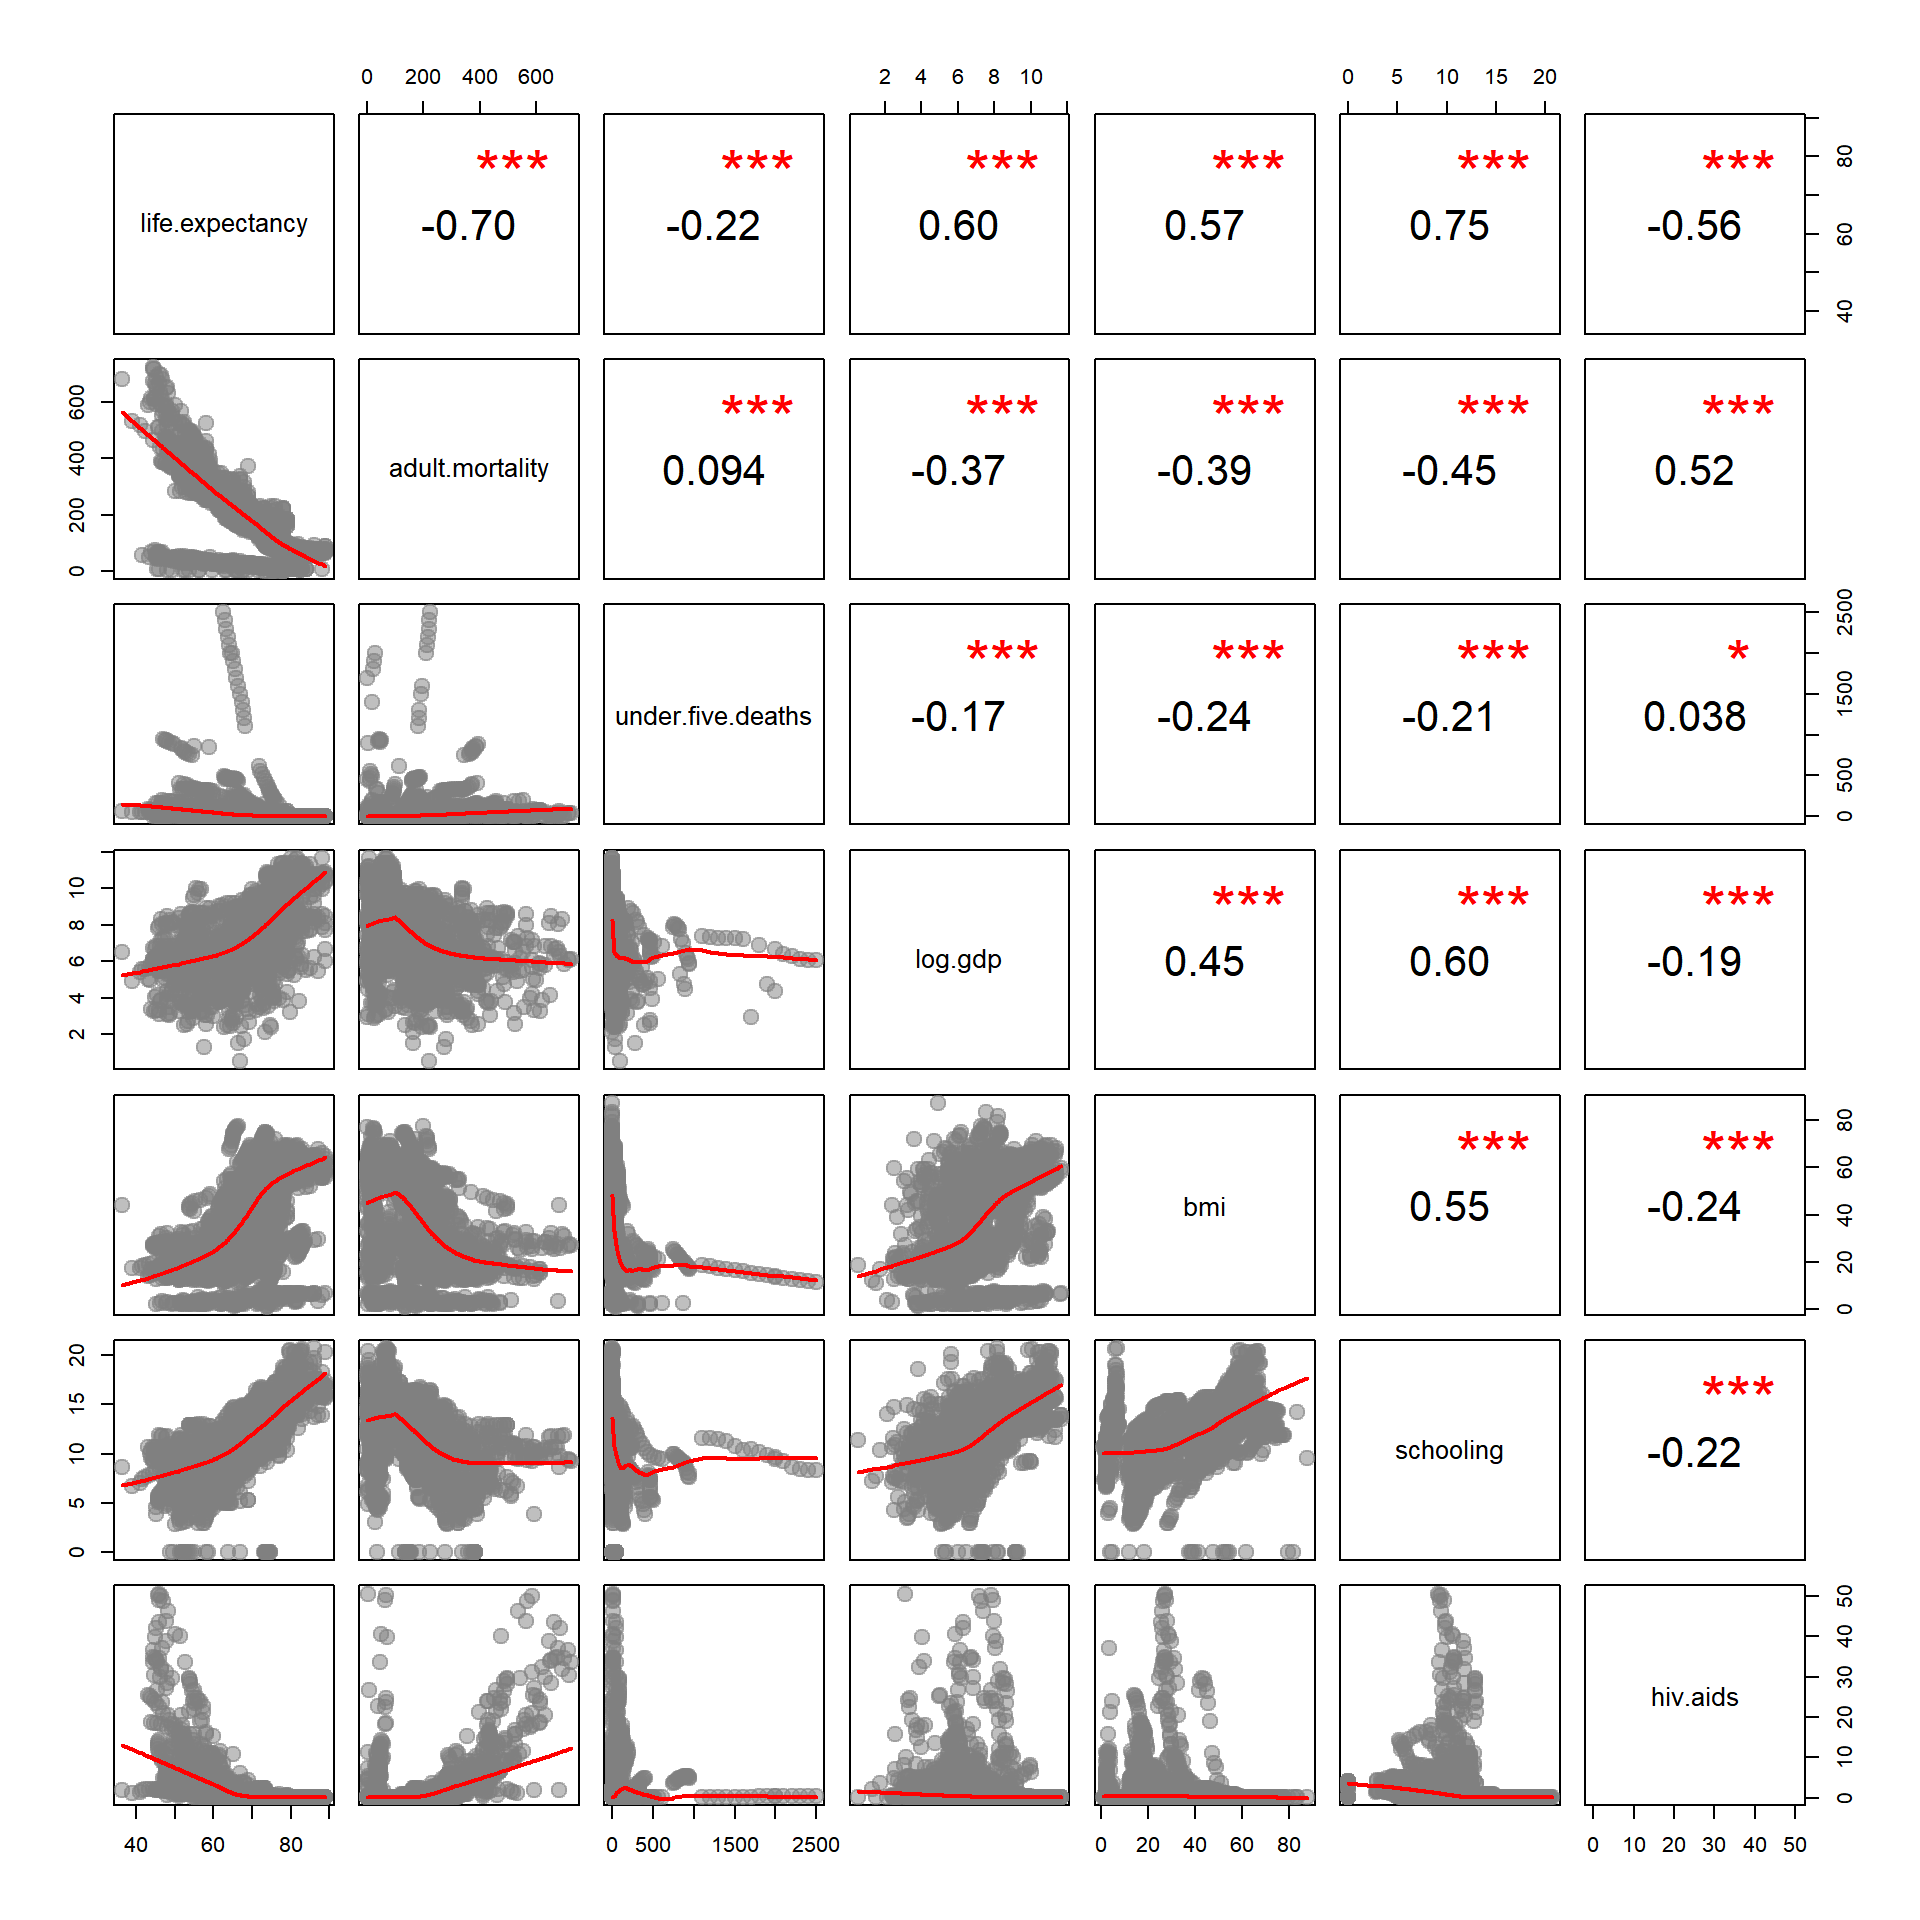 0 200 400 600 2 4 6 8 10 0 5 10 15 20
*** *** *** *** *** ***
life.expectancy -0.70 -0.22 0.60 0.57 0.75 -0.56
40 60 80
*** *** *** *** ***
adult.mortality 0.094 -0.37 -0.39 -0.45 0.52
0 200 400 600
*** *** *** *
under.five.deaths -0.17 -0.24 -0.21 0.038
0 500 1500 2500
*** *** ***
log.gdp 0.45 0.60 -0.19
2 4 6 8 10
*** ***
bmi 0.55 -0.24
0 20 40 60 80
***
schooling -0.22
0 5 10 15 20
hiv.aids
0 10 20 30 40 50
40 60 80 0 500 1500 2500 0 20 40 60 80 0 10 20 30 40 50